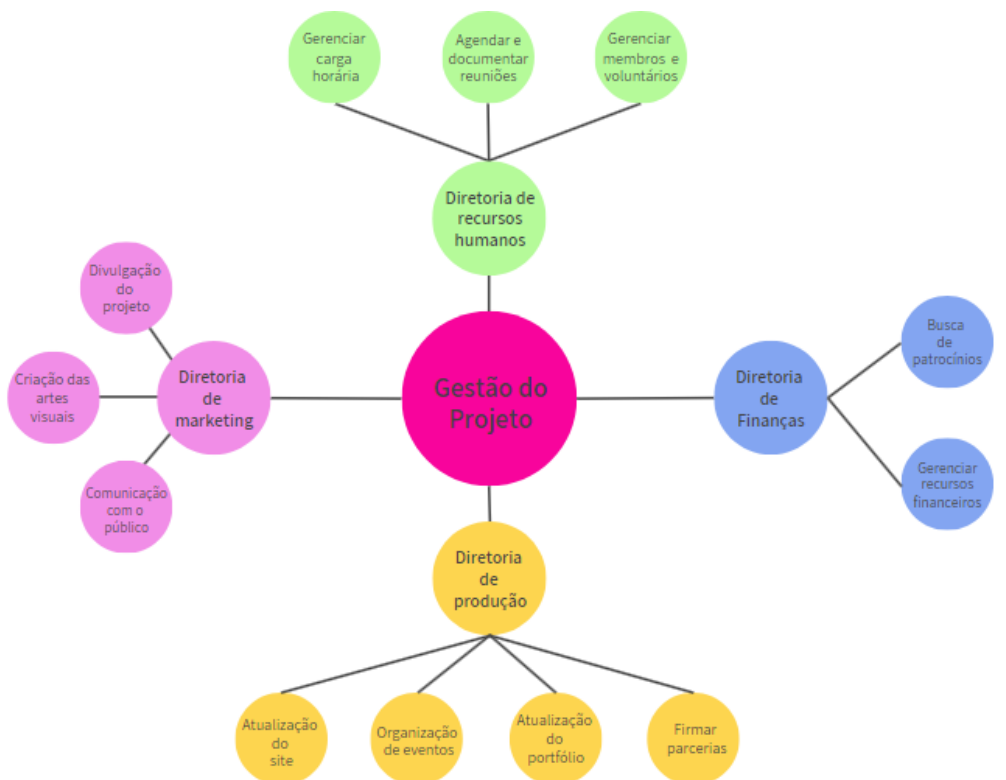 Gerenciar
carga
horária
Agendar e
documentar
reuniões
Gerenciar
membros e
voluntários
Diretoria de
recursos
humanos
Divulgação
do
projeto
Criação das
artes
visuais
Comunicação
com o
público
Diretoria
de
marketing
Gestão do
Projeto
Diretoria
de
Finanças
Busca
de
patrocínios
Gerenciar
recursos
financeiros
Diretoria
de
produção
Atualização
do
site
Organização
de eventos
Atualização
do
portfólio
Firmar
parcerias